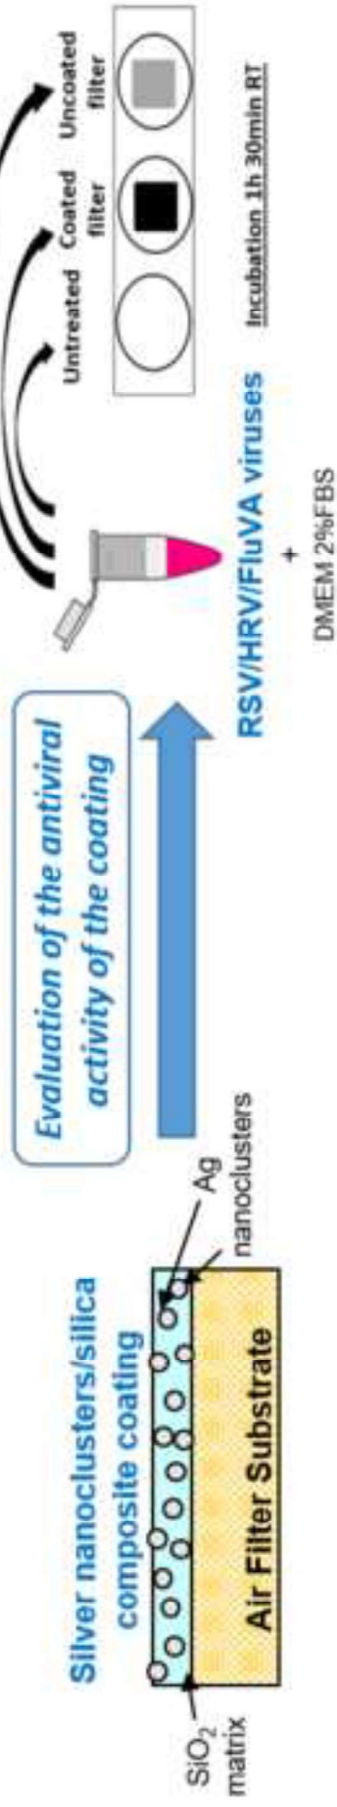 Silver nanoclusters/silica
composite coating
SiO₂
matrix
Ag
nanoclusters
Air Filter Substrate
Evaluation of the antiviral
activity of the coating
RSV/HRV/FluVA viruses
+
DMEM 2%FBS
Untreated
Coated
filter
Uncoated
filter
Incubation 1h 30min RT